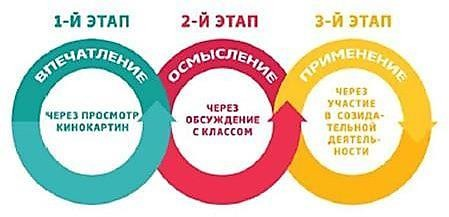 1-Й ЭТАП
2-Й ЭТАП
3-Й ЭТАП
ВПЕЧАТЛЕНИЕ
ЧЕРЕЗ ПРОСМОТР
КИНОКАРТИН
ОСМЫСЛЕНИЕ
ЧЕРЕЗ
ОБСУЖДЕНИЕ
С КЛАССОМ
ПРИМЕНЕНИЕ
ЧЕРЕЗ
УЧАСТИЕ
В СОЗИДА-
ТЕЛЬНОЙ
ДЕЯТЕЛЬ-
НОСТИ